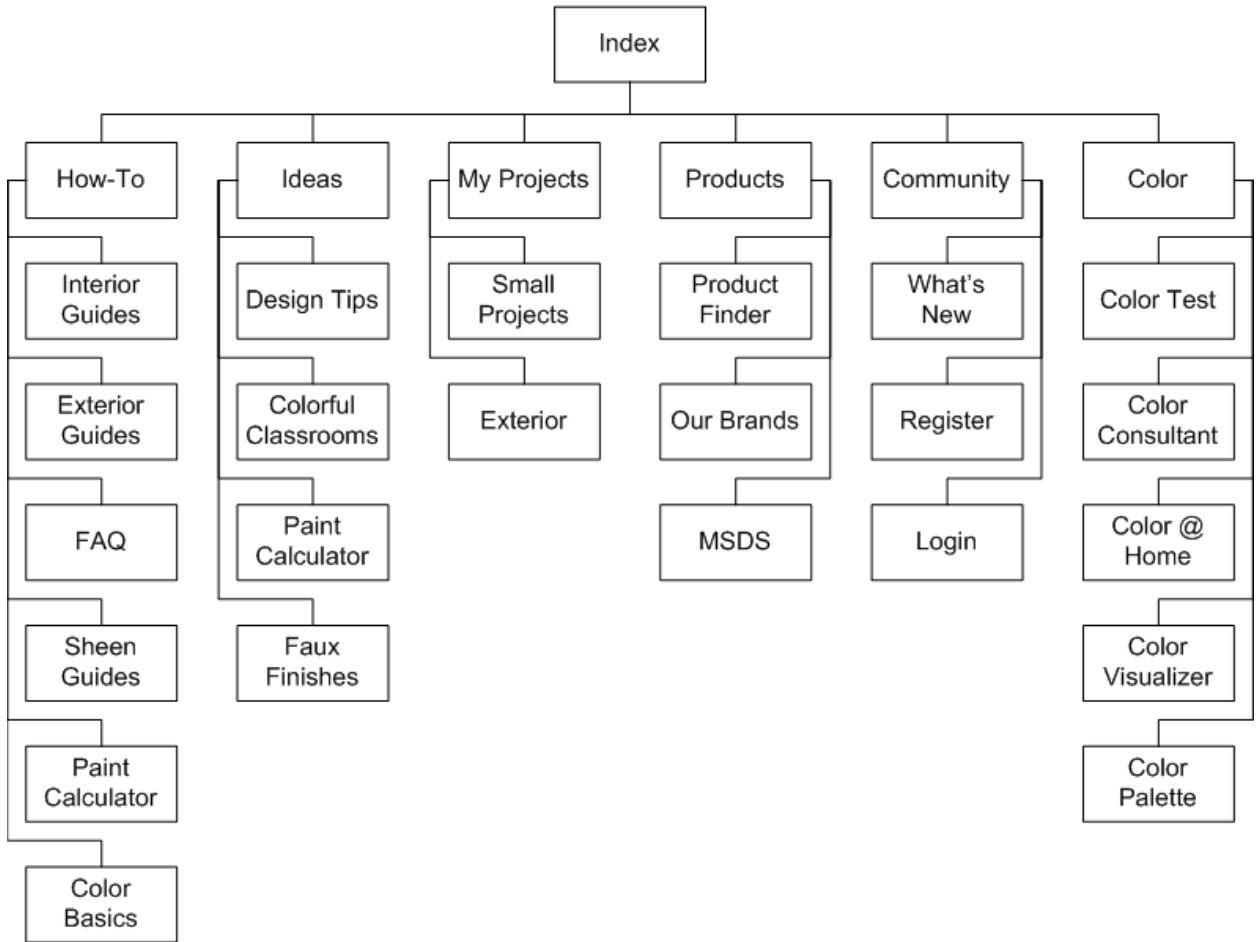 Index
How-To
Ideas
My Projects
Products
Community
Color
Interior
Guides
Design Tips
Small
Projects
Product
Finder
What’s
New
Color Test
Exterior
Guides
Colorful
Classrooms
Exterior
Our Brands
Register
Color
Consultant
FAQ
Paint
Calculator
MSDS
Login
Color @
Home
Sheen
Guides
Faux
Finishes
Color
Visualizer
Paint
Calculator
Color
Palette
Color
Basics